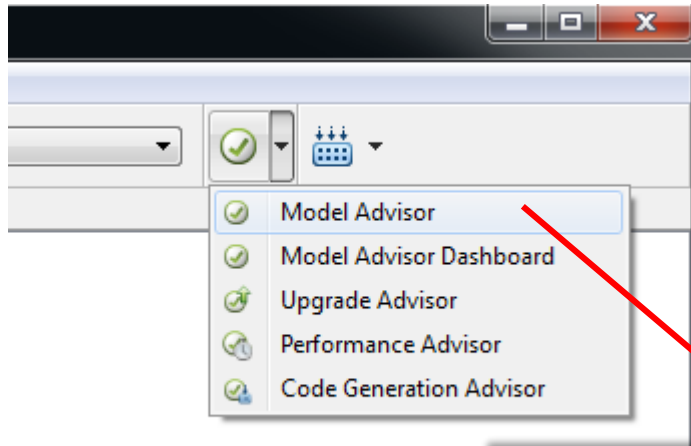 Model Advisor
Model Advisor Dashboard
Upgrade Advisor
Performance Advisor
Code Generation Advisor